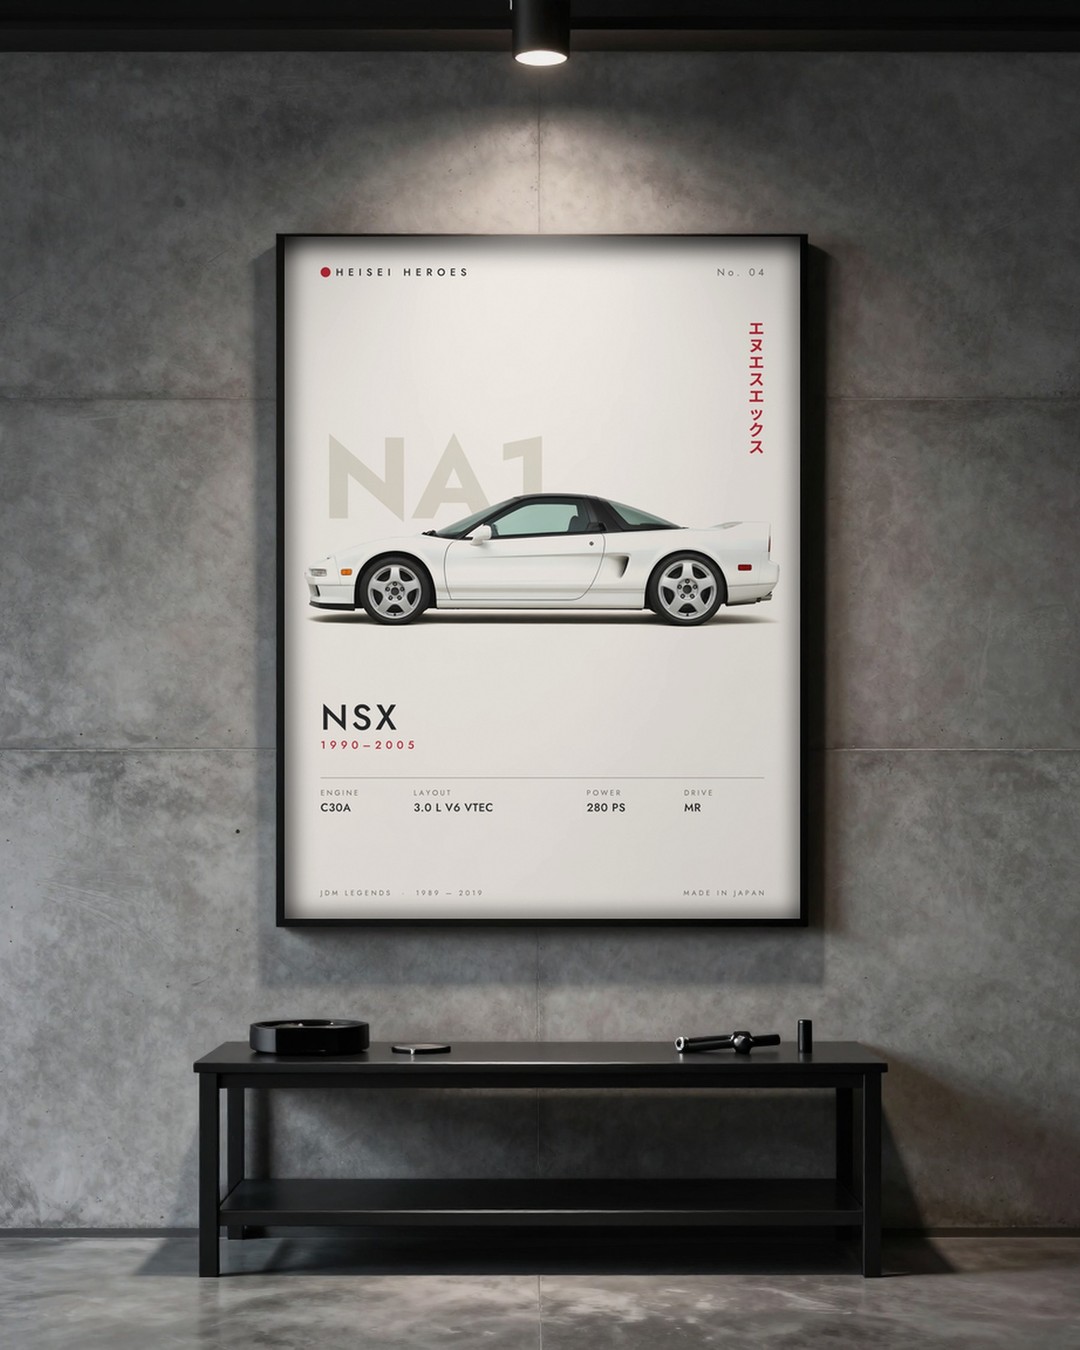 HEISEI HEROES
No. 04
エヌエスエックス
NA1
NSX
1990–2005
ENGINE
C30A
LAYOUT
3.0 L V6 VTEC
POWER
280 PS
DRIVE
MR
JDM LEGENDS · 1989 — 2019
MADE IN JAPAN